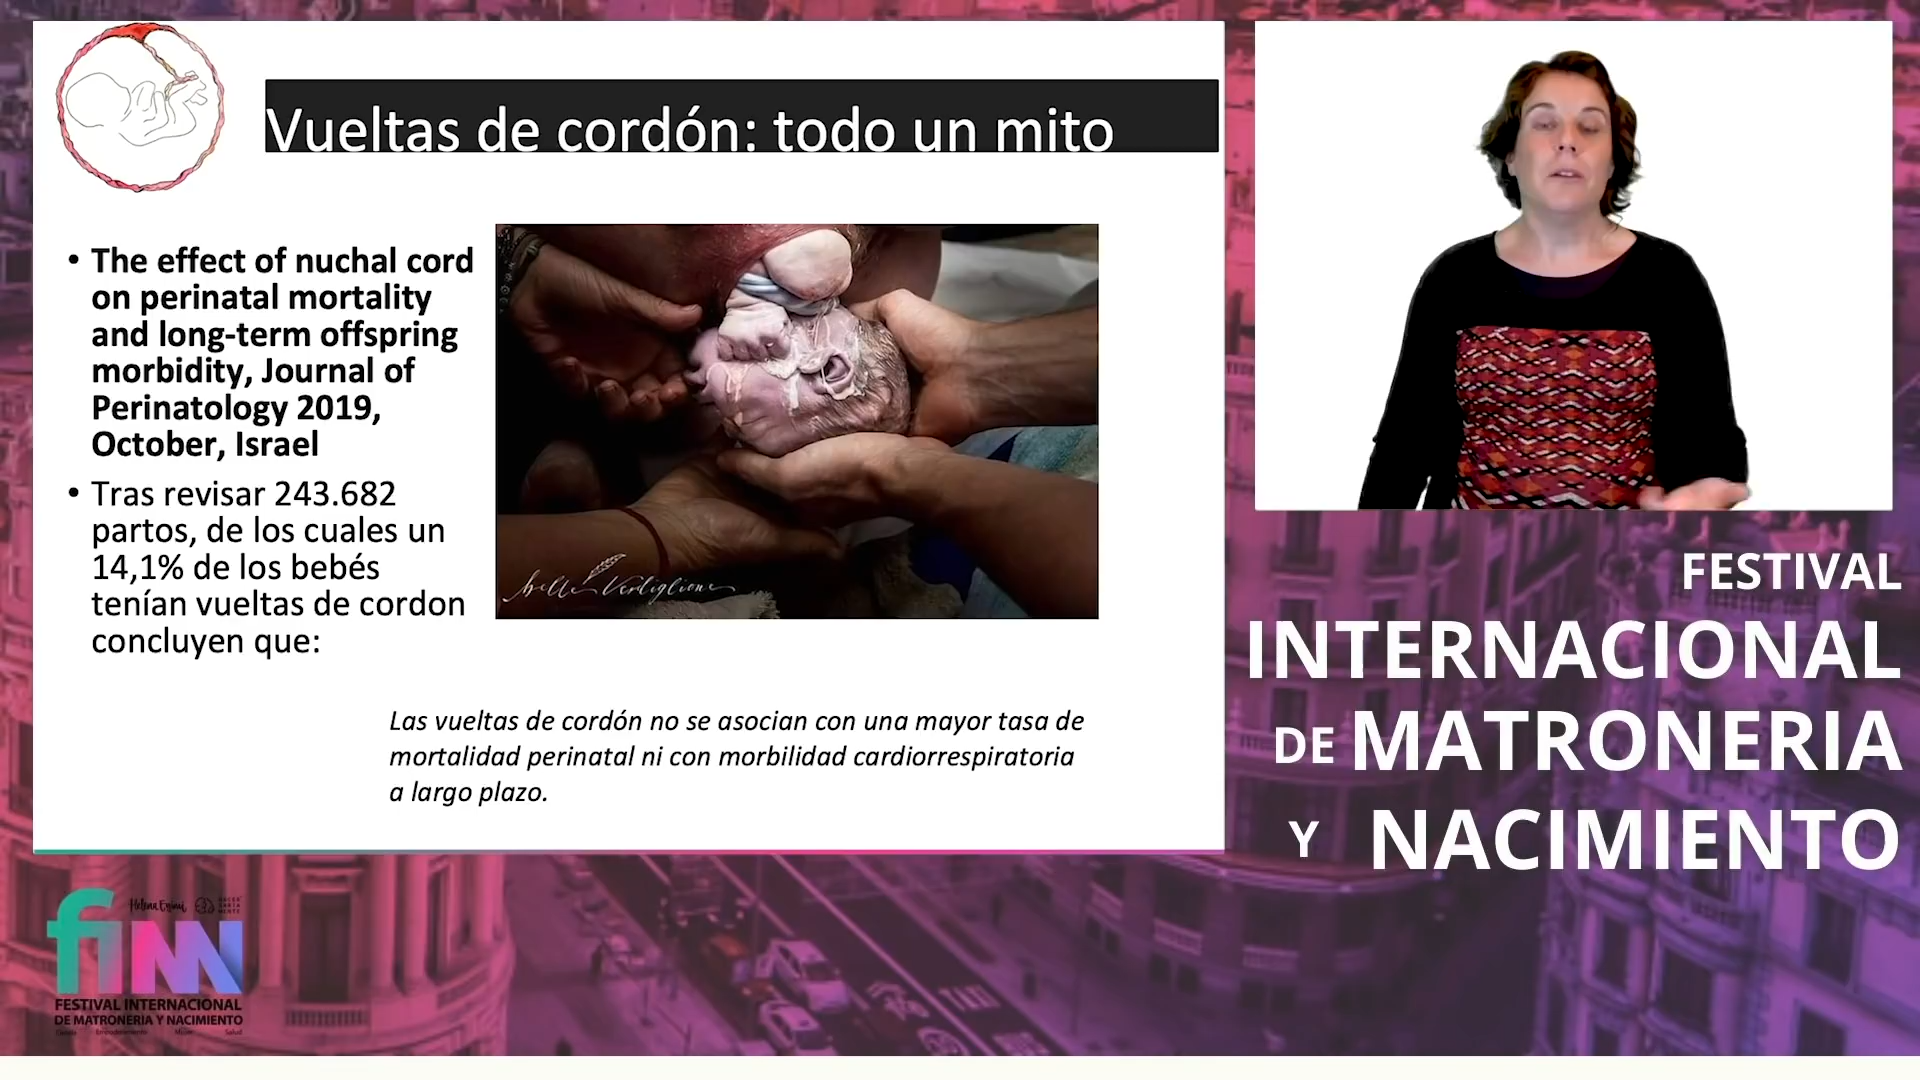 Vueltas de cordón: todo un mito
• The effect of nuchal cord
on perinatal mortality
and long-term offspring
morbidity, Journal of
Perinatology 2019,
October, Israel
• Tras revisar 243.682
partos, de los cuales un
14,1% de los bebés
tenían vueltas de cordon
concluyen que:
Las vueltas de cordón no se asocian con una mayor tasa de
mortalidad perinatal ni con morbilidad cardiorrespiratoria
a largo plazo.
FESTIVAL
INTERNACIONAL
DE MATRONERIA
Y NACIMIENTO
fimn
FESTIVAL INTERNACIONAL
DE MATRONERIA Y NACIMIENTO
TAXI